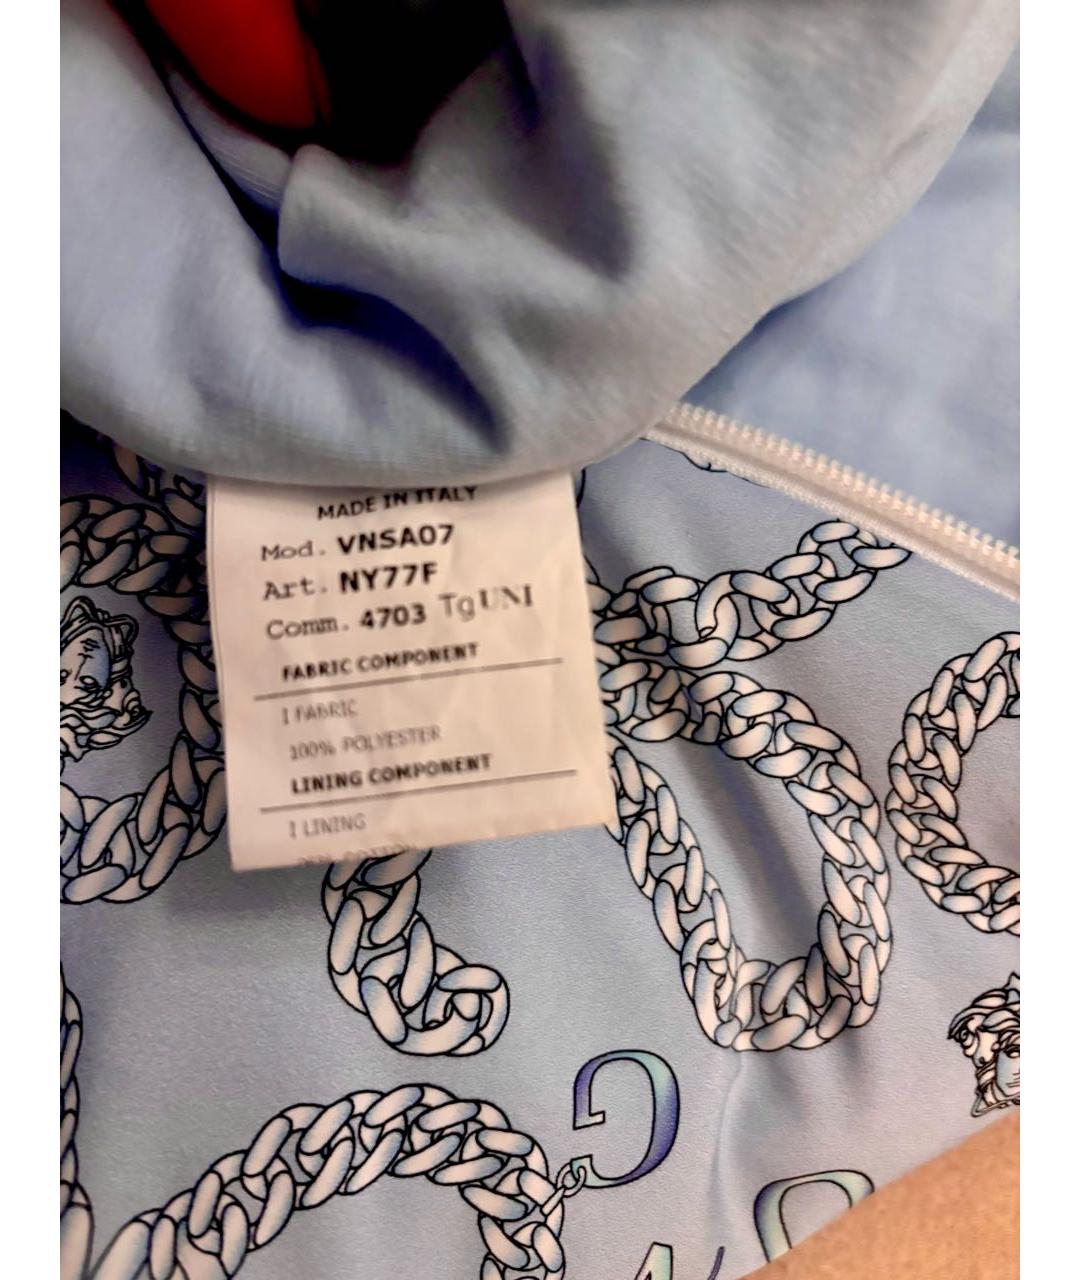 MADE IN ITALY
Mod. VNSA07
Art. NY77F
Comm. 4703 Tg UNI
FABRIC COMPONENT
I FABRIC
100% POLYESTER
LINING COMPONENT
I LINING
COTTON
G